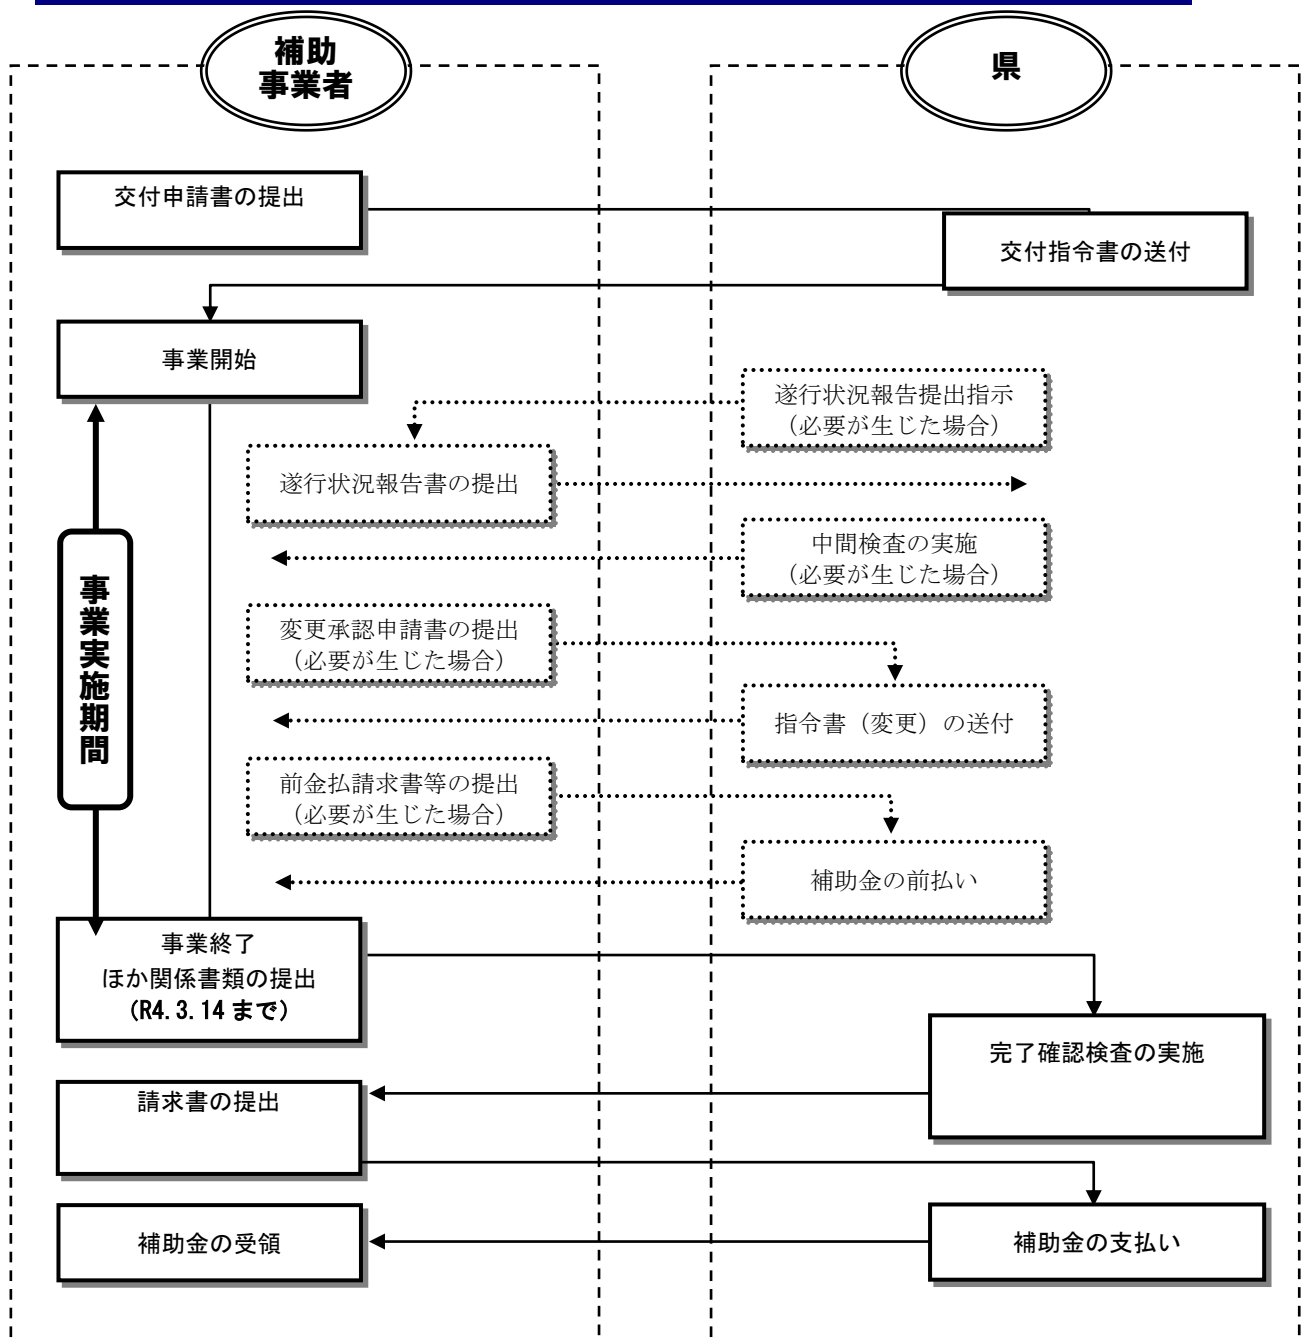 補助
事業者
県
交付申請書の提出
交付指令書の送付
事業開始
遂行状況報告提出指示
（必要が生じた場合）
遂行状況報告書の提出
中間検査の実施
（必要が生じた場合）
変更承認申請書の提出
（必要が生じた場合）
指令書（変更）の送付
前金払請求書等の提出
（必要が生じた場合）
補助金の前払い
事業実施期間
事業終了
ほか関係書類の提出
（R4.3.14 まで）
完了確認検査の実施
請求書の提出
補助金の受領
補助金の支払い